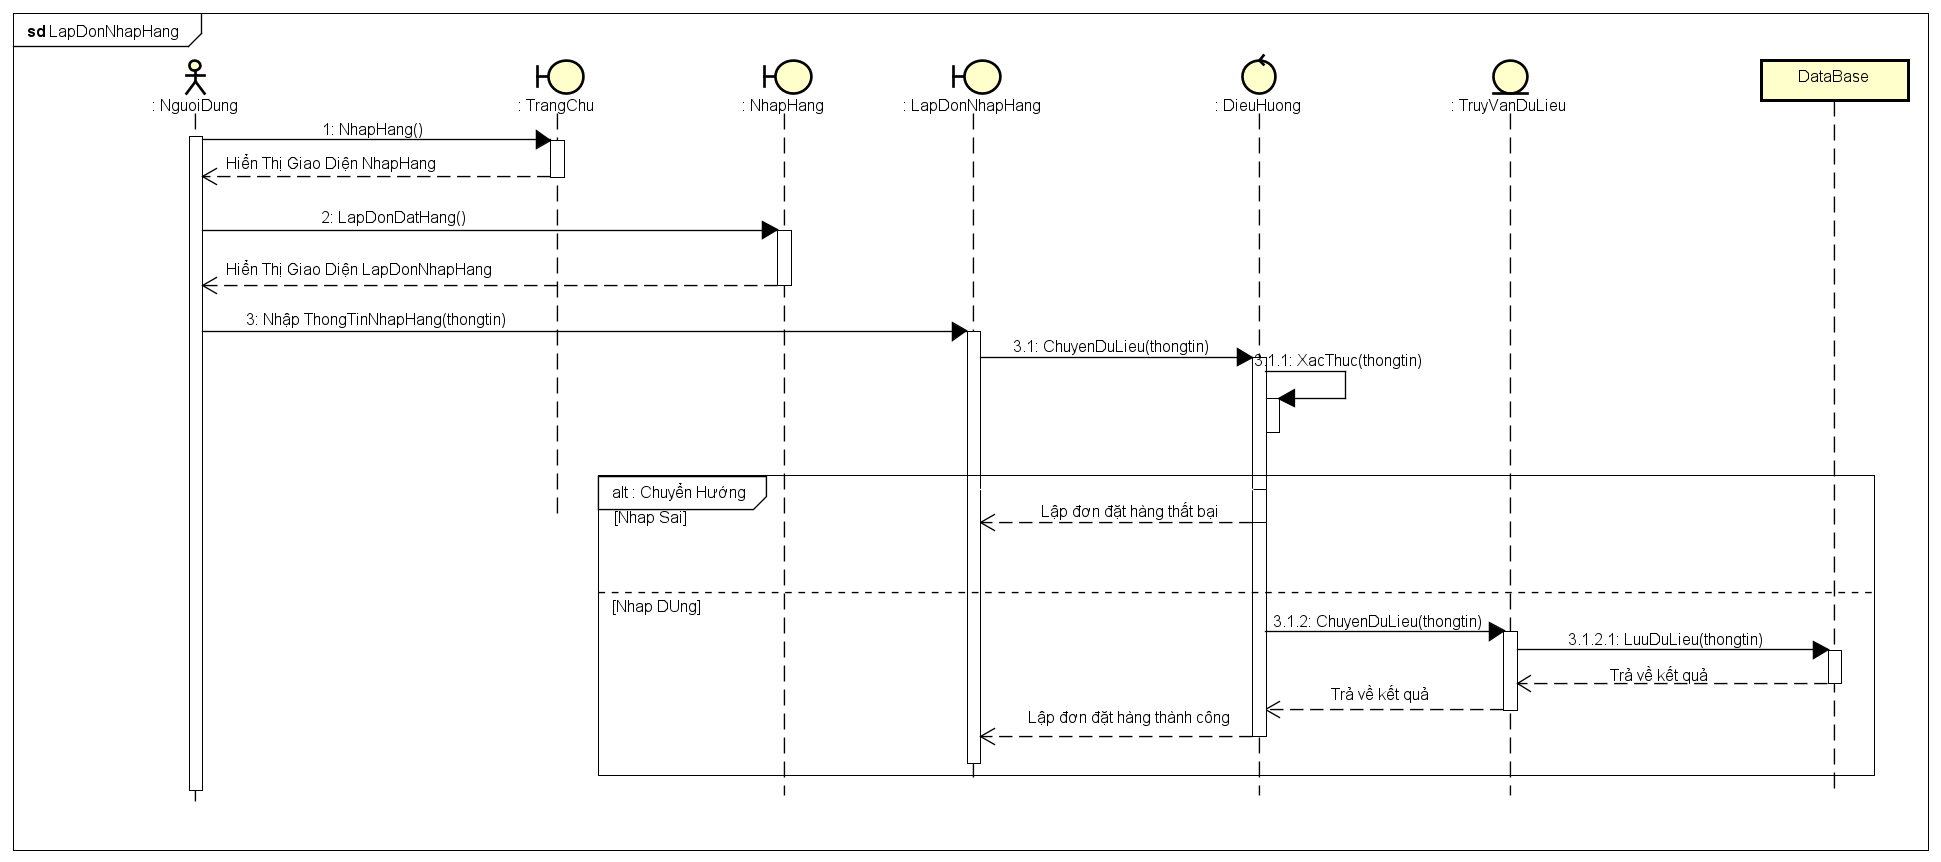 sd LapDonNhapHang
: NguoiDung
: TrangChu
: NhapHang
: LapDonNhapHang
: DieuHuong
: TruyVanDuLieu
DataBase
1: NhapHang()
Hiển Thị Giao Diện NhapHang
2: LapDonDatHang()
Hiển Thị Giao Diện LapDonNhapHang
3: Nhập ThongTinNhapHang(thongtin)
3.1: ChuyenDuLieu(thongtin)
3.1.1: XacThuc(thongtin)
alt : Chuyển Hướng
[Nhap Sai]
Lập đơn đặt hàng thất bại
[Nhap DUng]
3.1.2: ChuyenDuLieu(thongtin)
3.1.2.1: LuuDuLieu(thongtin)
Trả về kết quả
Trả về kết quả
Lập đơn đặt hàng thành công